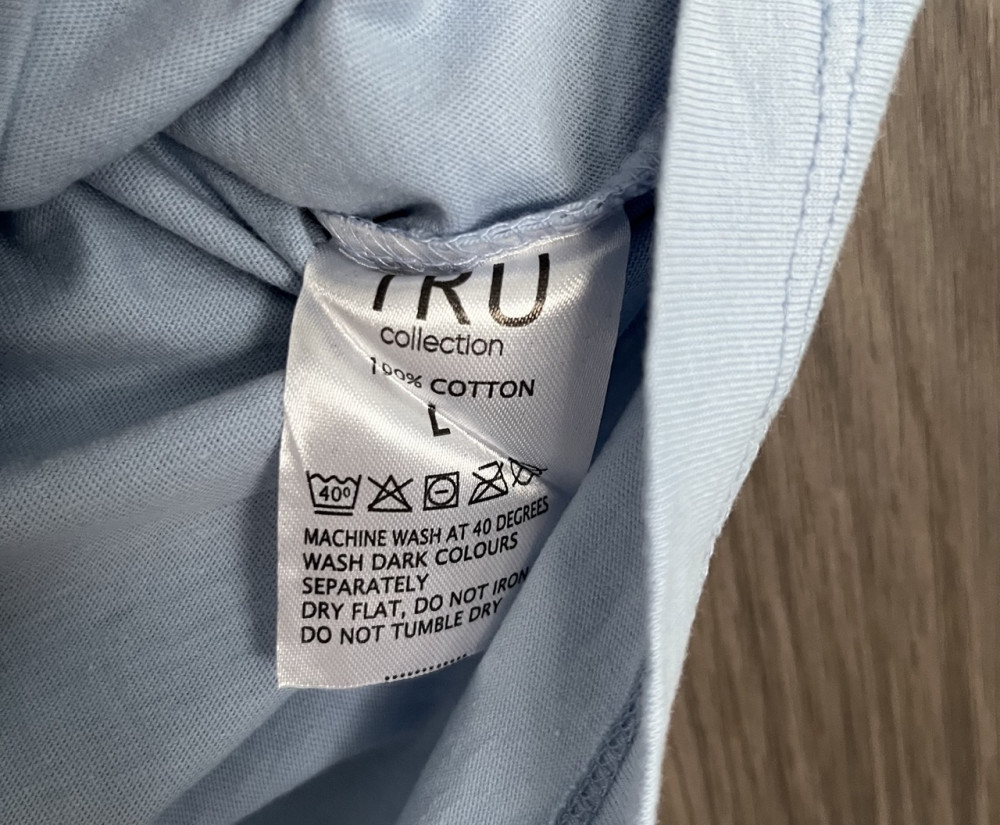 TRU
collection
100% COTTON
L
40°
MACHINE WASH AT 40 DEGREES
WASH DARK COLOURS
SEPARATELY
DRY FLAT, DO NOT IRON
DO NOT TUMBLE DRY
............